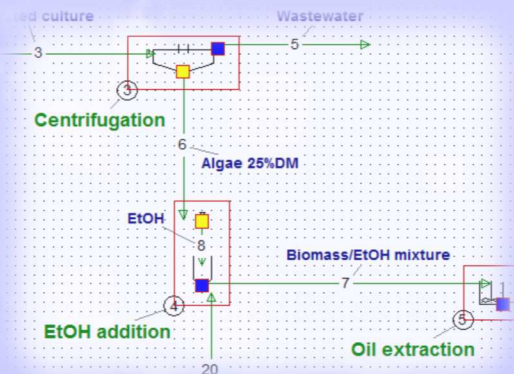 culture
Wastewater
3
5
3
Centrifugation
6
Algae 25%DM
EtOH
8
Biomass/EtOH mixture
7
4
5
EtOH addition
Oil extraction
20